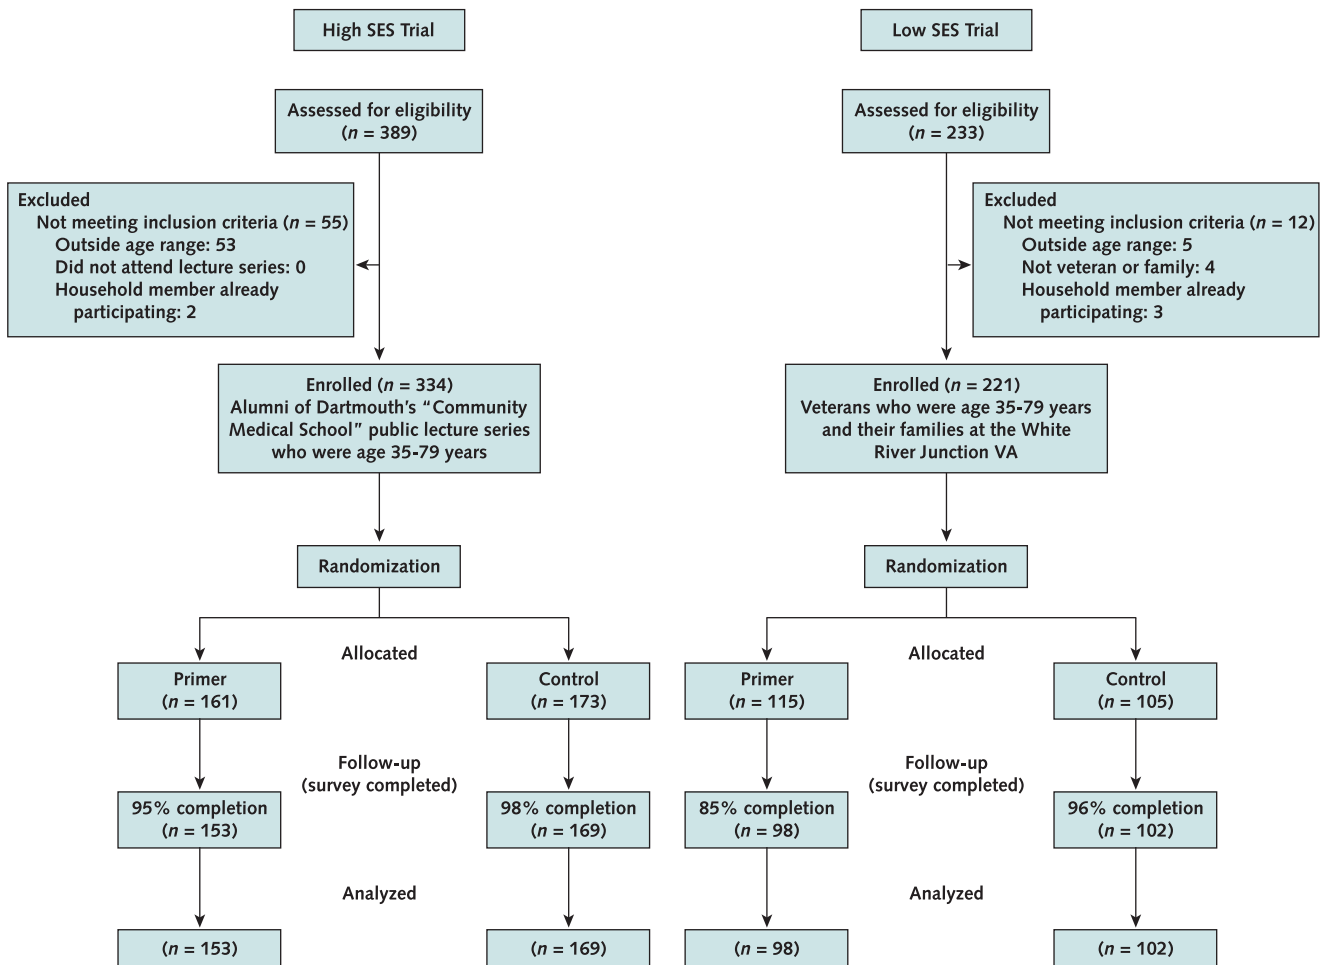 High SES Trial
Assessed for eligibility
(n = 389)
Excluded
Not meeting inclusion criteria (n = 55)
Outside age range: 53
Did not attend lecture series: 0
Household member already
participating: 2
Enrolled (n = 334)
Alumni of Dartmouth's “Community
Medical School” public lecture series
who were age 35-79 years
Randomization
Allocated
Primer
(n = 161)
Control
(n = 173)
Follow-up
(survey completed)
95% completion
(n = 153)
98% completion
(n = 169)
Analyzed
(n = 153)
(n = 169)
Low SES Trial
Assessed for eligibility
(n = 233)
Excluded
Not meeting inclusion criteria (n = 12)
Outside age range: 5
Not veteran or family: 4
Household member already
participating: 3
Enrolled (n = 221)
Veterans who were age 35-79 years
and their families at the White
River Junction VA
Randomization
Allocated
Primer
(n = 115)
Control
(n = 105)
Follow-up
(survey completed)
85% completion
(n = 98)
96% completion
(n = 102)
Analyzed
(n = 98)
(n = 102)